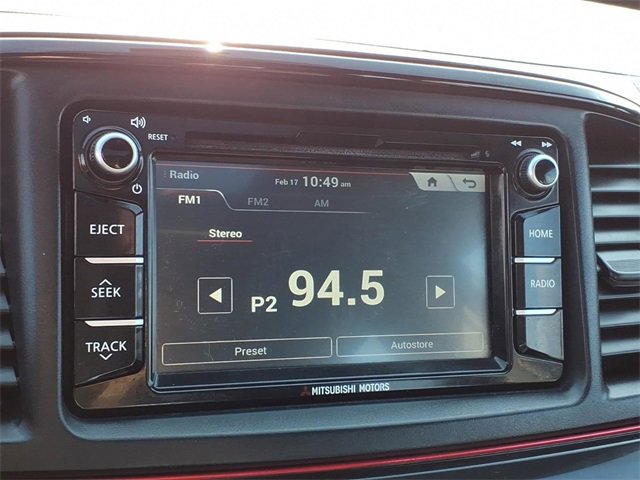 RESET
Radio
Feb 17 10:49 am
FM1
FM2
AM
Stereo
P2 94.5
Preset
Autostore
EJECT
SEEK
TRACK
HOME
RADIO
MITSUBISHI MOTORS